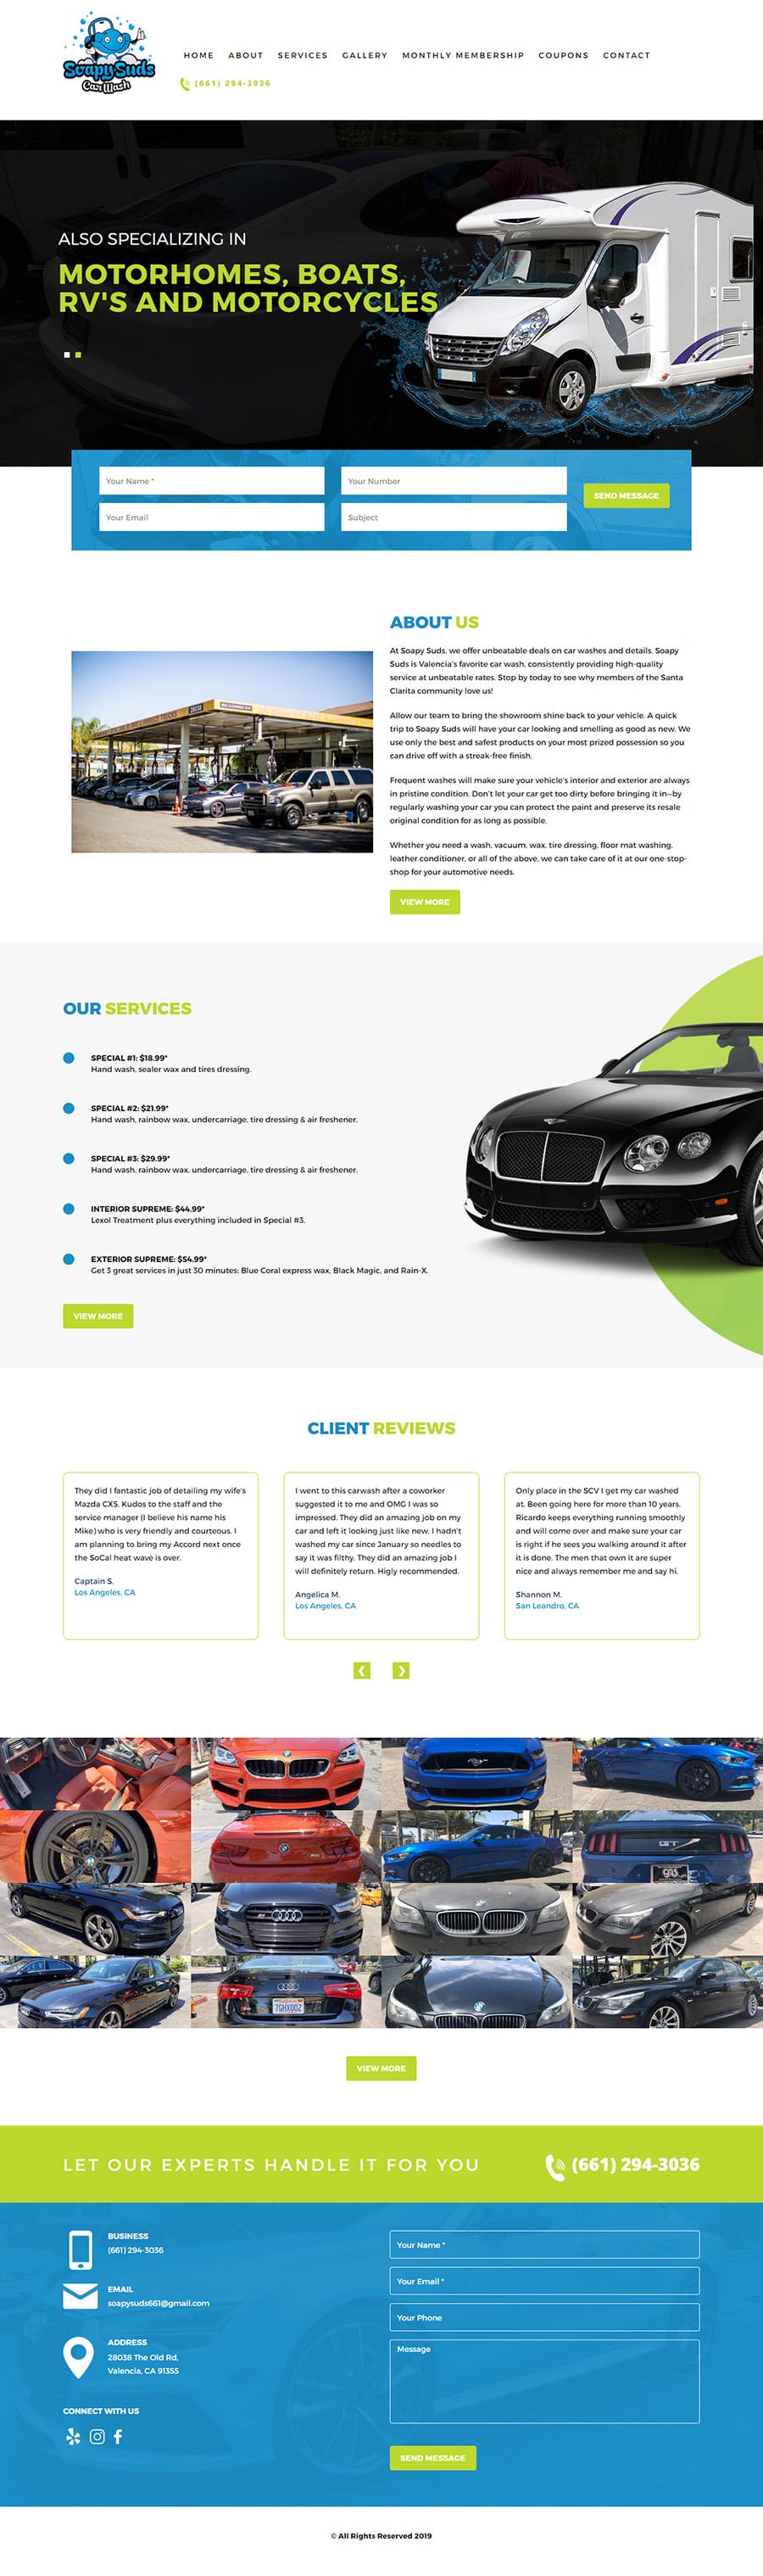 Soapy Suds
Car Wash
HOME ABOUT SERVICES GALLERY MONTHLY MEMBERSHIP COUPONS CONTACT
(661) 294-3036
ALSO SPECIALIZING IN
MOTORHOMES, BOATS,
RV'S AND MOTORCYCLES
Your Name *
Your Number
Your Email
Subject
SEND MESSAGE
ABOUT US
At Soapy Suds, we offer unbeatable deals on car washes and details. Soapy
Suds is Valencia's favorite car wash, consistently providing high-quality
service at unbeatable rates. Stop by today to see why members of the Santa
Clarita community love us!
Allow our team to bring the showroom shine back to your vehicle. A quick
trip to Soapy Suds will have your car looking and smelling as good as new. We
use only the best and safest products on your most prized possession so you
can drive off with a streak-free finish.
Frequent washes will make sure your vehicle's interior and exterior are always
in pristine condition. Don't let your car get too dirty before bringing it in—by
regularly washing your car you can protect the paint and preserve its resale
original condition for as long as possible.
Whether you need a wash, vacuum, wax, tire dressing, floor mat washing,
leather conditioner, or all of the above, we can take care of it at our one-stop-
shop for your automotive needs.
VIEW MORE
OUR SERVICES
SPECIAL #1: $18.99*
Hand wash, sealer wax and tires dressing.
SPECIAL #2: $21.99*
Hand wash, rainbow wax, undercarriage, tire dressing & air freshener.
SPECIAL #3: $29.99*
Hand wash, rainbow wax, undercarriage, tire dressing & air freshener.
INTERIOR SUPREME: $44.99*
Lexol Treatment plus everything included in Special #3.
EXTERIOR SUPREME: $54.99*
Get 3 great services in just 30 minutes: Blue Coral express wax, Black Magic, and Rain-X.
VIEW MORE
CLIENT REVIEWS
They did I fantastic job of detailing my wife's
Mazda CX5. Kudos to the staff and the
service manager (I believe his name his
Mike) who is very friendly and courteous. I
am planning to bring my Accord next once
the SoCal heat wave is over.
Captain S.
Los Angeles, CA
I went to this carwash after a coworker
suggested it to me and OMG I was so
impressed. They did an amazing job on my
car and left it looking just like new. I hadn't
washed my car since January so needles to
say it was filthy. They did an amazing job I
will definitely return. Higly recommended.
Angelica M.
Los Angeles, CA
Only place in the SCV I get my car washed
at. Been going here for more than 10 years.
Ricardo keeps everything running smoothly
and will come over and make sure your car
is right if he sees you walking around it after
it is done. The men that own it are super
nice and always remember me and say hi.
Shannon M.
San Leandro, CA
GT
7GHX002
VIEW MORE
LET OUR EXPERTS HANDLE IT FOR YOU
(661) 294-3036
BUSINESS
(661) 294-3036
EMAIL
soapysuds661@gmail.com
ADDRESS
28038 The Old Rd,
Valencia, CA 91355
CONNECT WITH US
Your Name *
Your Email *
Your Phone
Message
SEND MESSAGE
© All Rights Reserved 2019